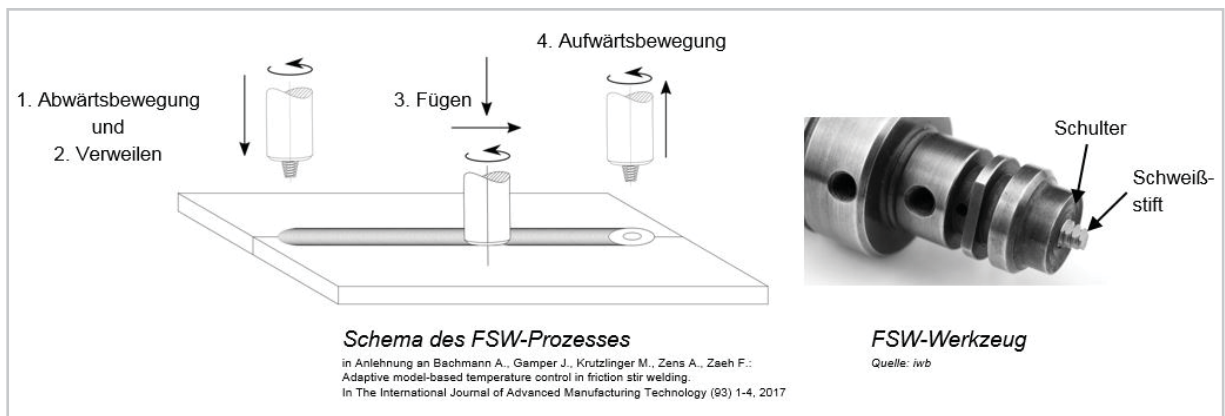 1. Abwärtsbewegung
und
2. Verweilen
3. Fügen
4. Aufwärtsbewegung
Schulter
Schweiß-
stift
Schema des FSW-Prozesses
in Anlehnung an Bachmann A., Gamper J., Krutzlinger M., Zens A., Zaeh F.:
Adaptive model-based temperature control in friction stir welding.
In The International Journal of Advanced Manufacturing Technology (93) 1-4, 2017
FSW-Werkzeug
Quelle: iwb